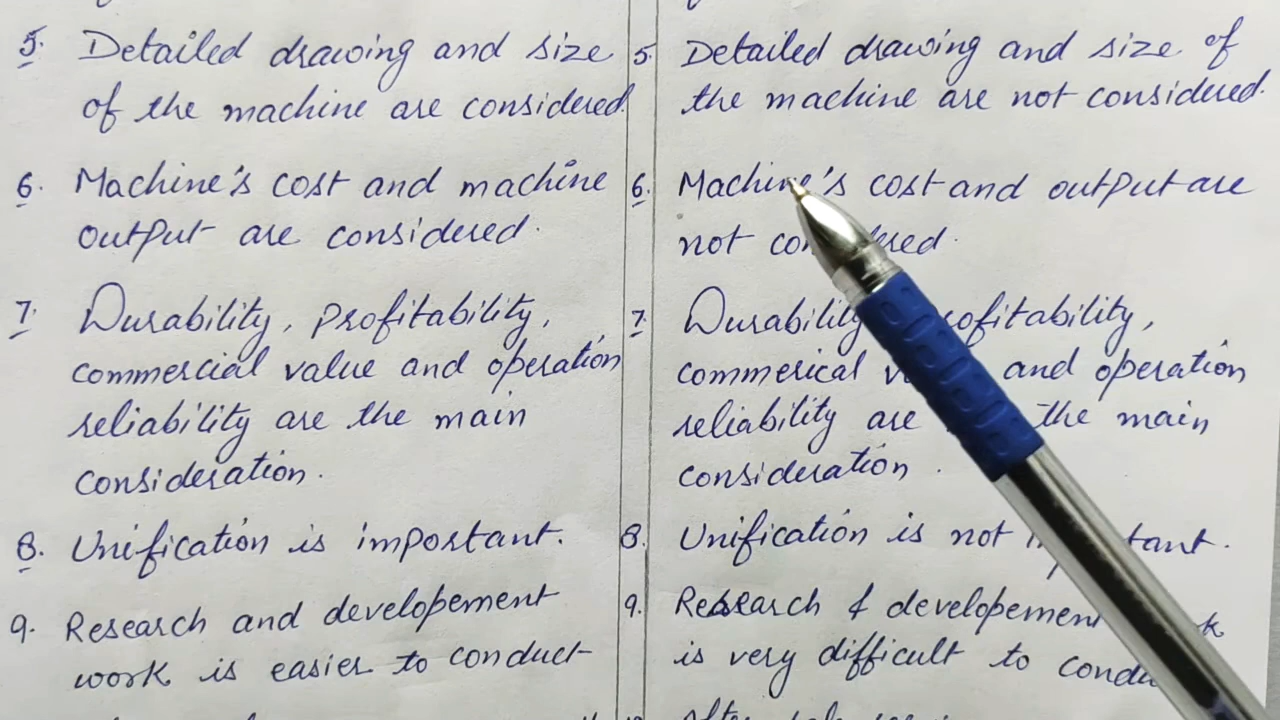 5. Detailed drawing and size
of the machine are considered
6. Machine's cost and machine
output are considered.
7. Durability, profitability,
commercial value and operation
reliability are the main
consideration.
8. Unification is important.
9. Research and developement
work is easier to conduct
5. Detailed drawing and size of
the machine are not considered.
6. Machine's cost and output are
not considered.
7. Durability profitability,
commerical and operation
reliability are the main
consideration.
8. Unification is not important.
9. Research & developement
is very difficult to conduct